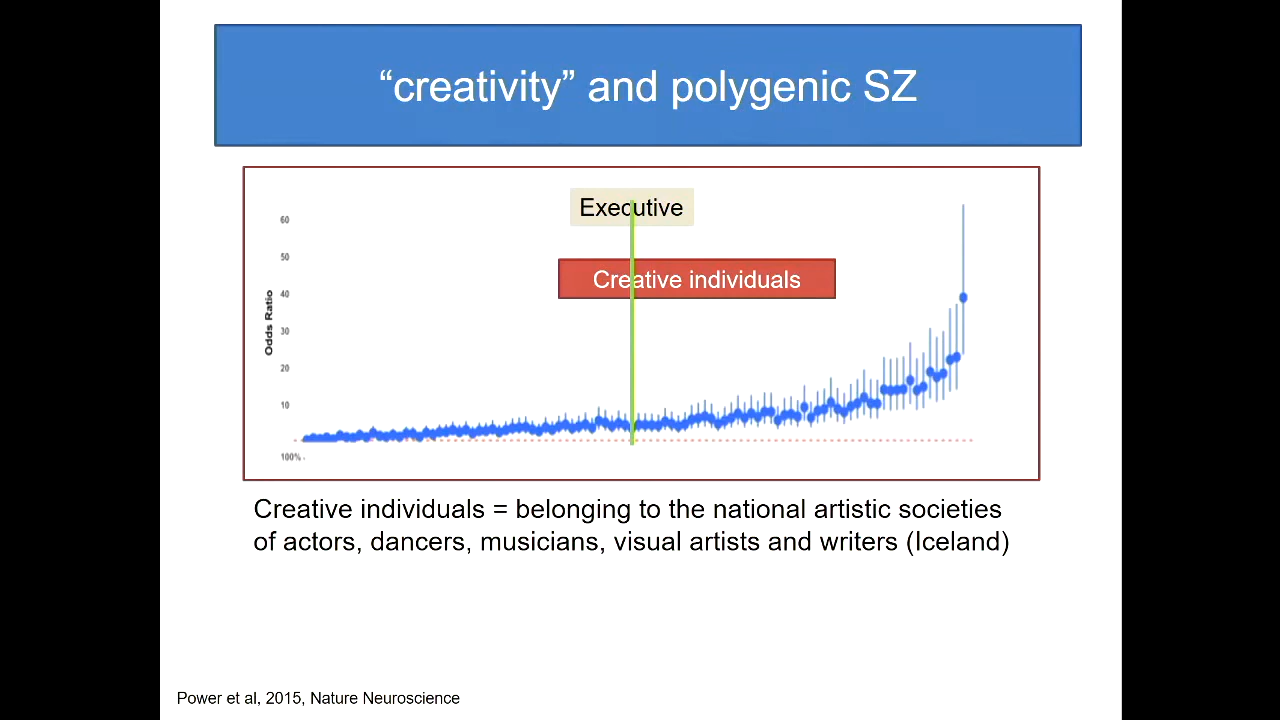 “creativity” and polygenic SZ
Executive
Creative individuals
60
50
40
30
20
10
Odds Ratio
100% -
Creative individuals = belonging to the national artistic societies
of actors, dancers, musicians, visual artists and writers (Iceland)
Power et al, 2015, Nature Neuroscience